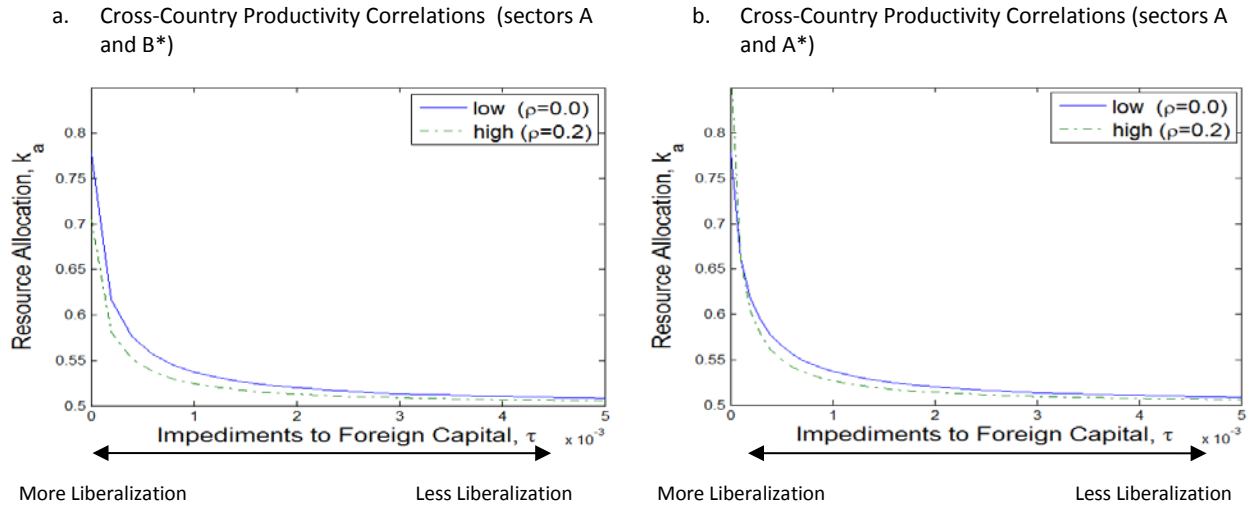 a. Cross-Country Productivity Correlations (sectors A
and B*)
low (ρ=0.0)
high (ρ=0.2)
0.8
0.75
0.7
0.65
0.6
0.55
0.5
Resource Allocation, k_a
0 1 2 3 4 5
Impediments to Foreign Capital, τ x 10⁻³
More Liberalization Less Liberalization
b. Cross-Country Productivity Correlations (sectors A
and A*)
low (ρ=0.0)
high (ρ=0.2)
0.8
0.75
0.7
0.65
0.6
0.55
0.5
Resource Allocation, k_a
0 1 2 3 4 5
Impediments to Foreign Capital, τ x 10⁻³
More Liberalization Less Liberalization